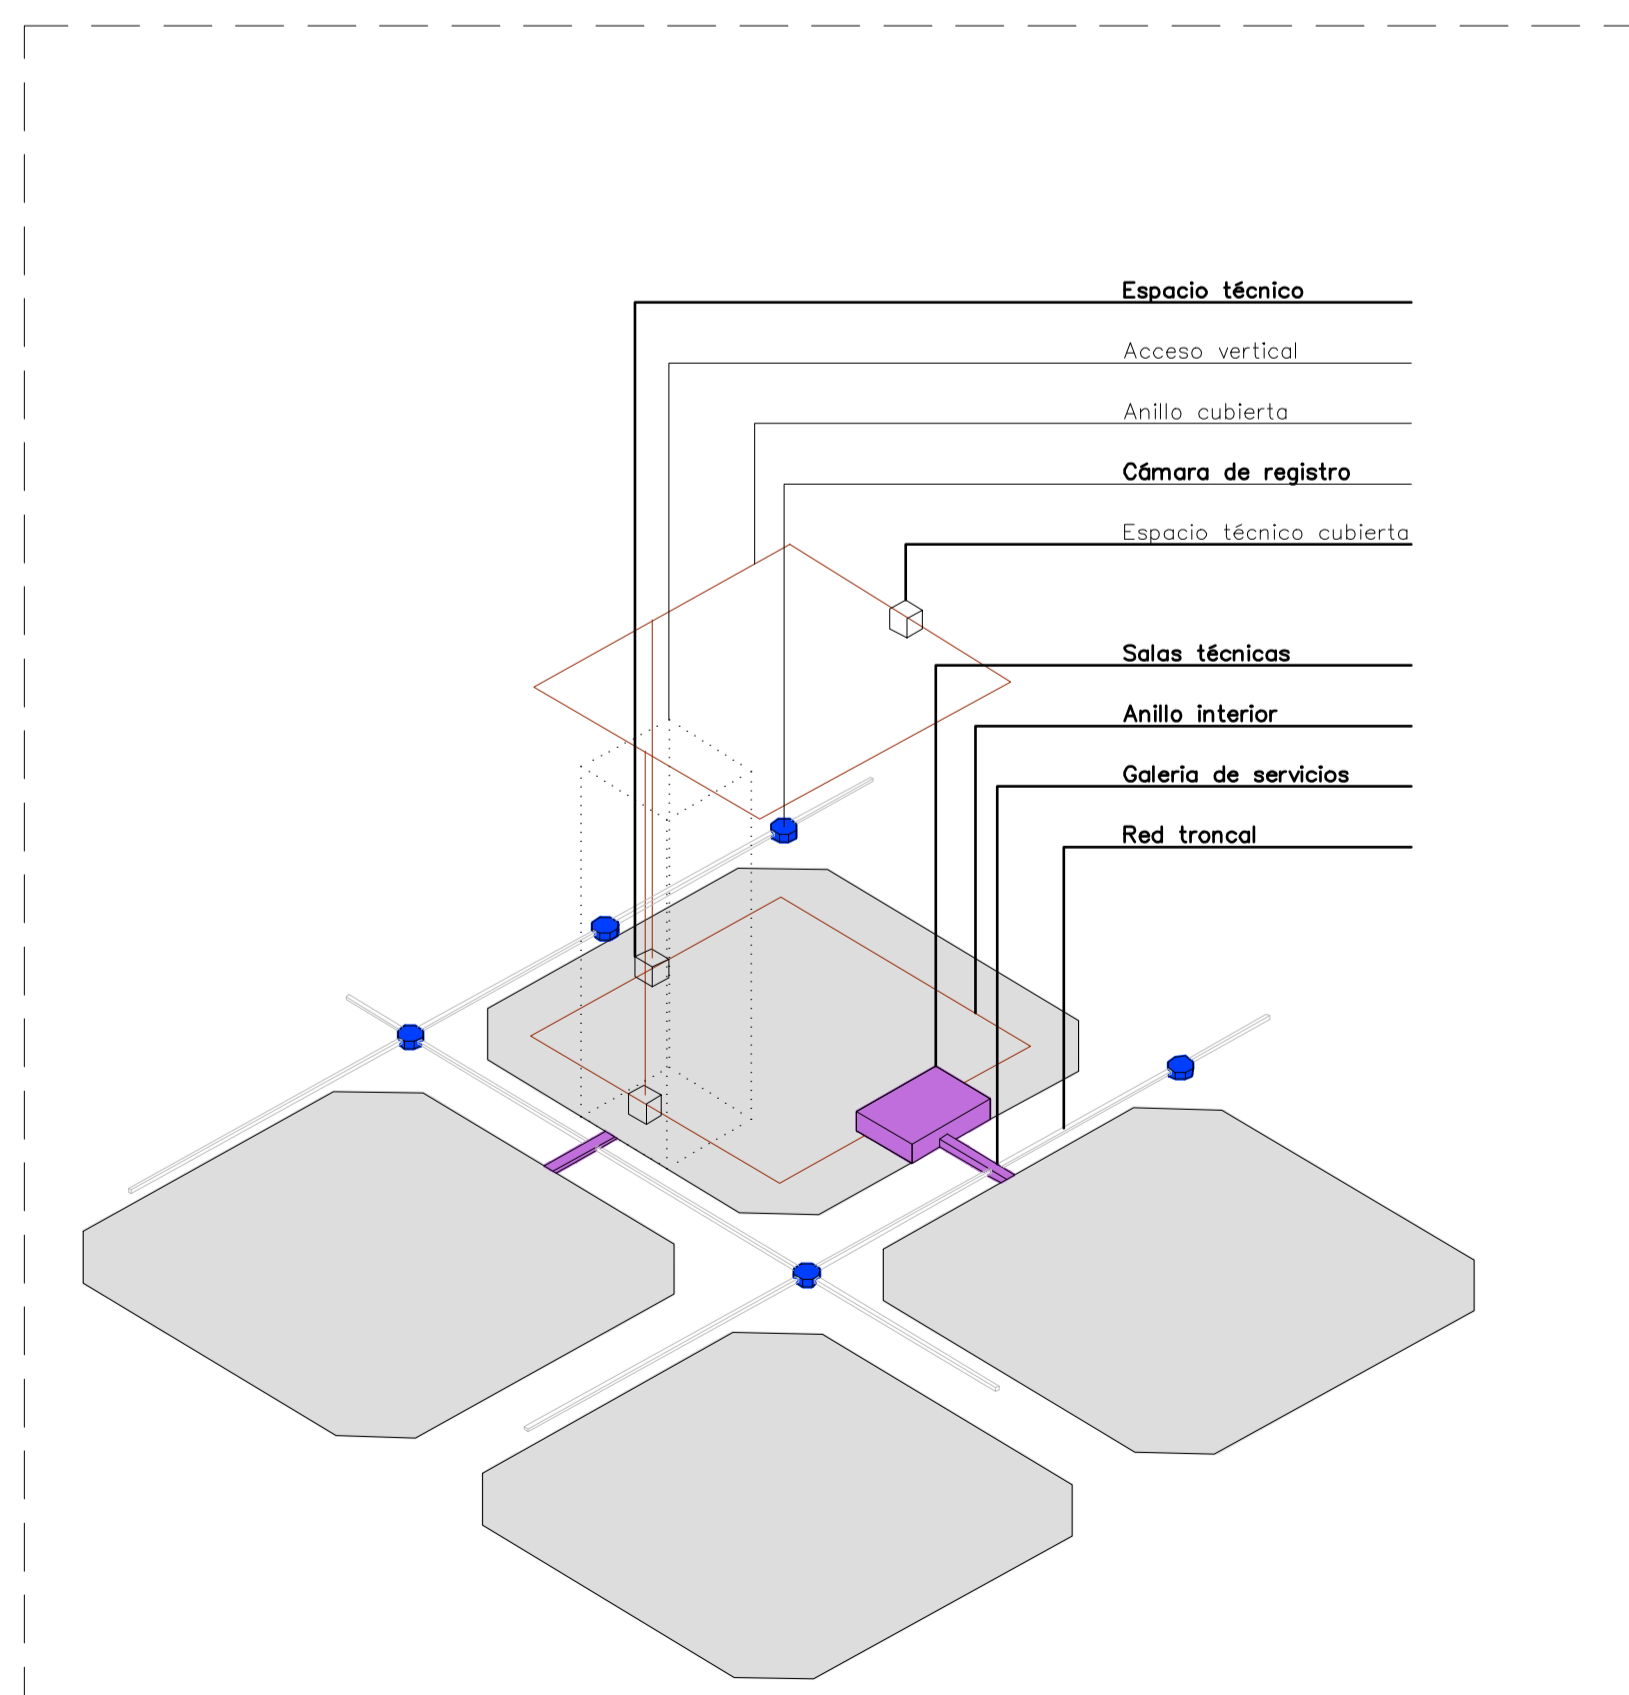 Espacio técnico
Acceso vertical
Anillo cubierta
Cámara de registro
Espacio técnico cubierta
Salas técnicas
Anillo interior
Galeria de servicios
Red troncal